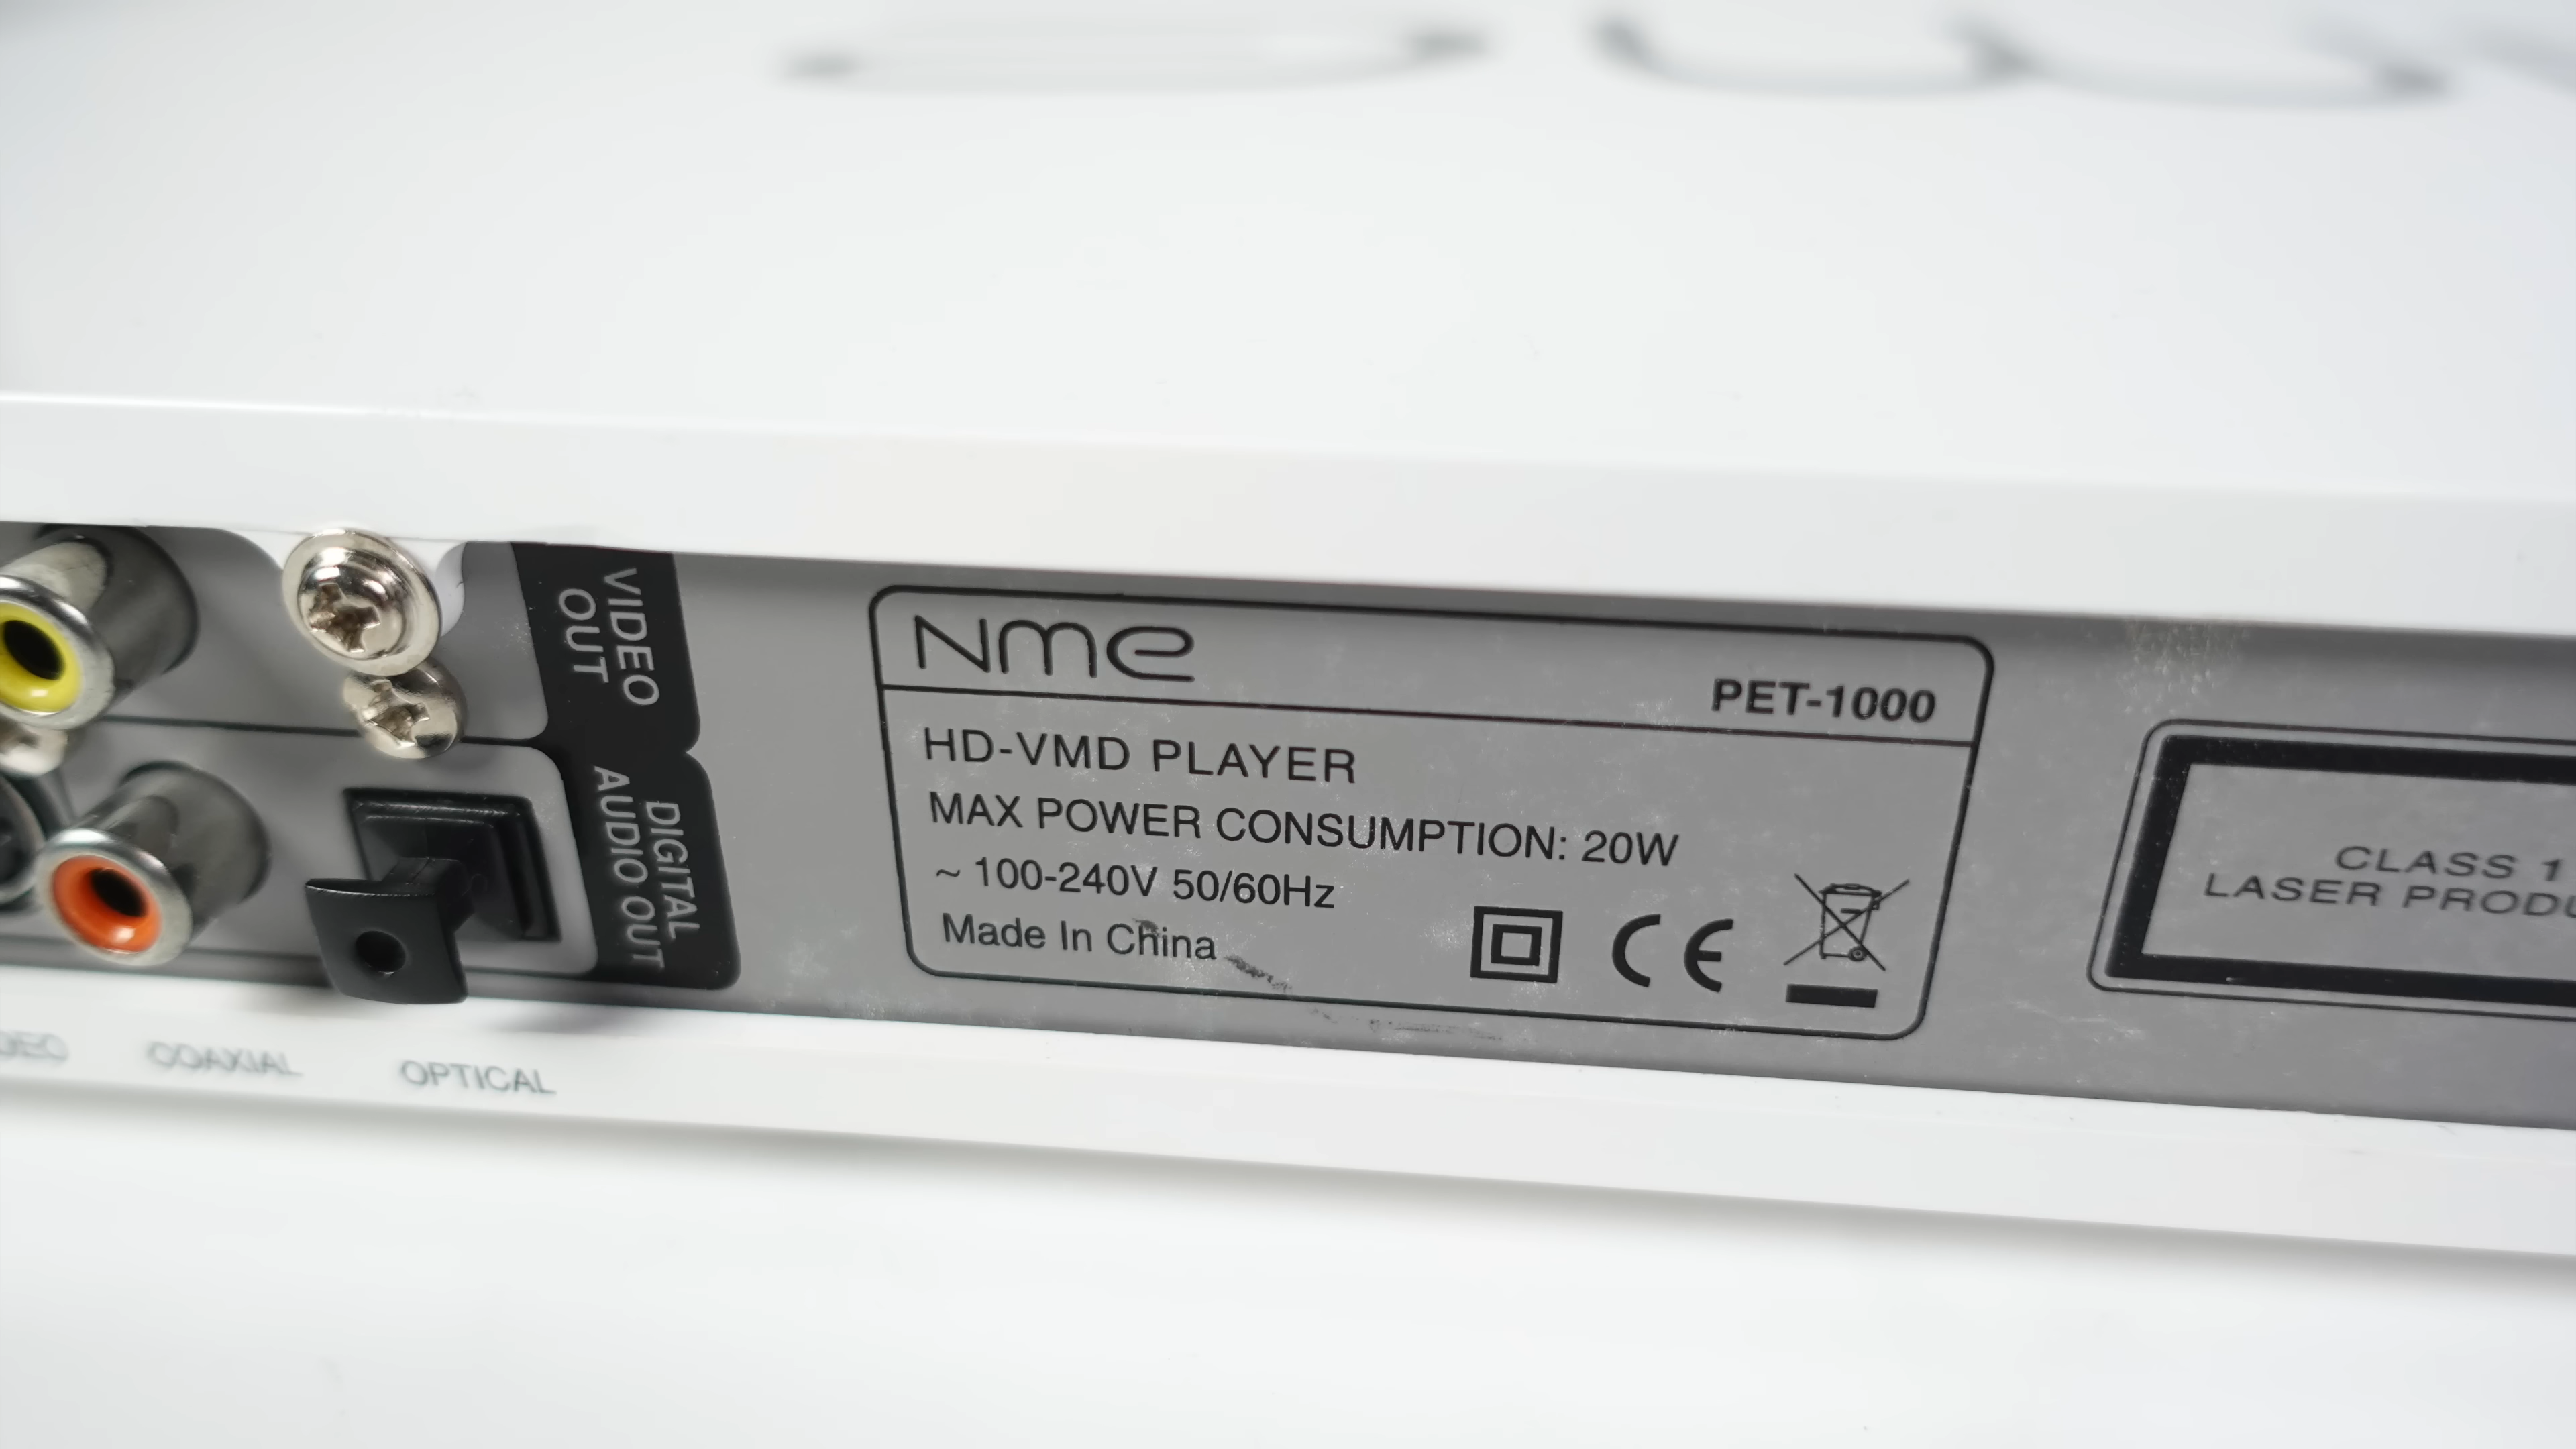 VIDEO
OUT
DIGITAL
AUDIO OUT
COAXIAL
OPTICAL
nme
PET-1000
HD-VMD PLAYER
MAX POWER CONSUMPTION: 20W
~ 100-240V 50/60Hz
Made In China
CE
CLASS 1
LASER